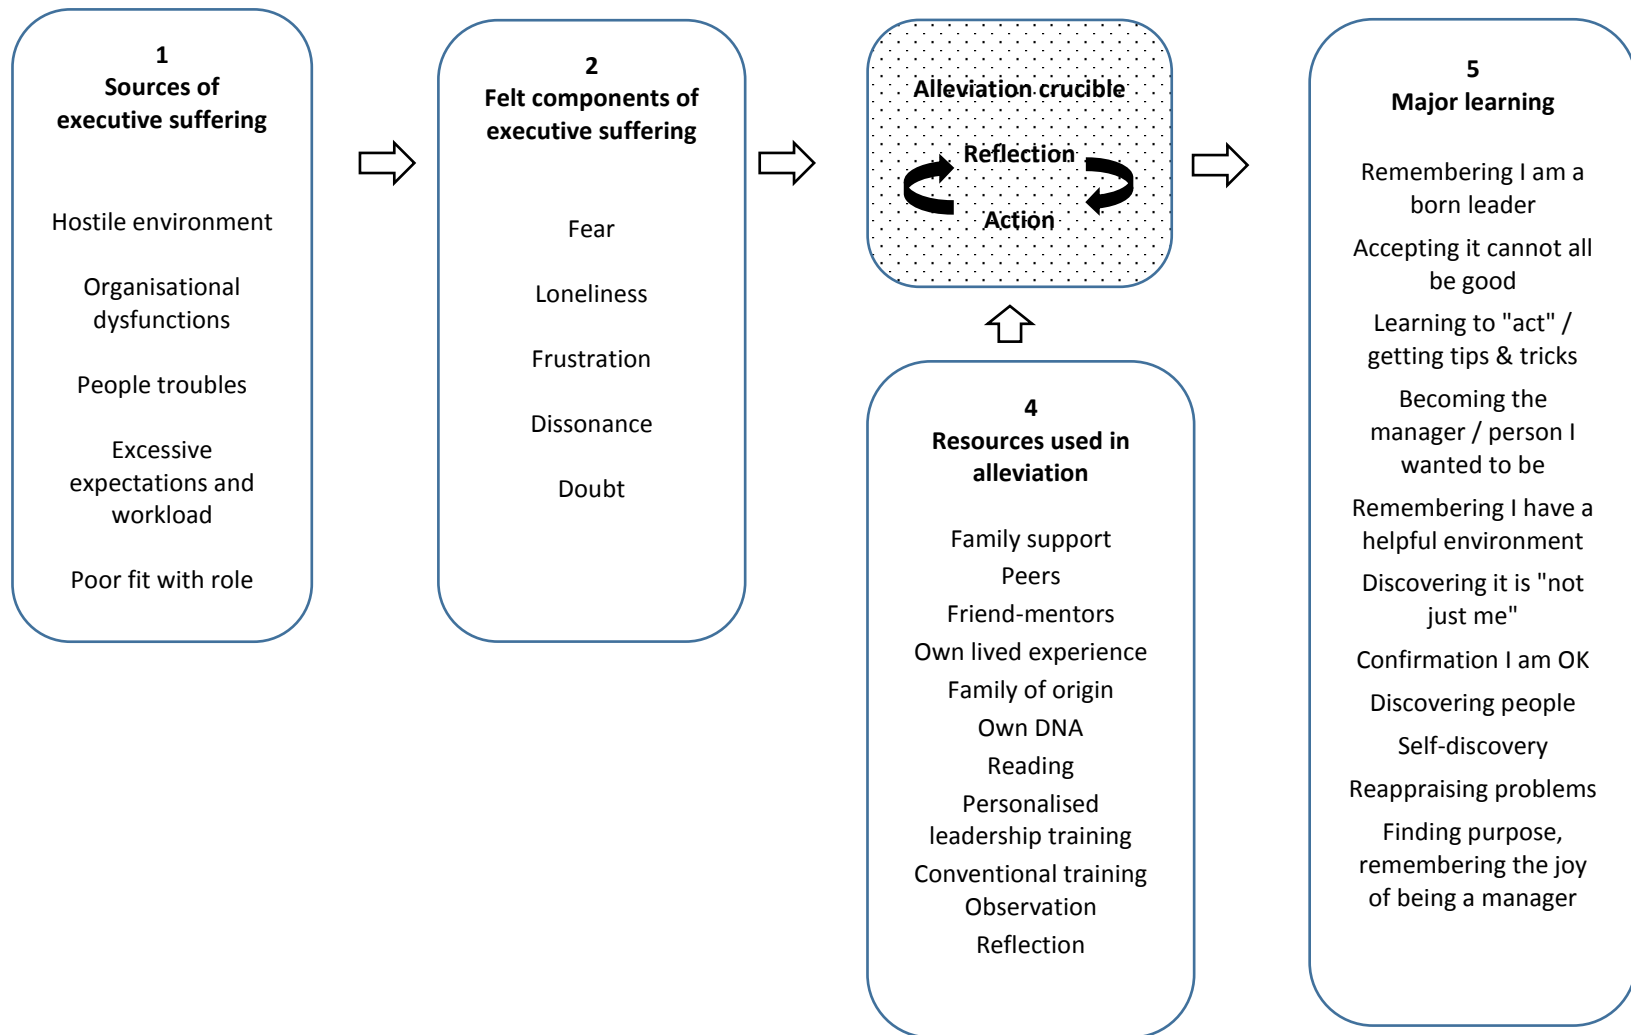 1
Sources of
executive suffering
Hostile environment
Organisational
dysfunctions
People troubles
Excessive
expectations and
workload
Poor fit with role
2
Felt components of
executive suffering
Fear
Loneliness
Frustration
Dissonance
Doubt
Alleviation crucible
Reflection
Action
4
Resources used in
alleviation
Family support
Peers
Friend-mentors
Own lived experience
Family of origin
Own DNA
Reading
Personalised
leadership training
Conventional training
Observation
Reflection
5
Major learning
Remembering I am a
born leader
Accepting it cannot all
be good
Learning to "act" /
getting tips & tricks
Becoming the
manager / person I
wanted to be
Remembering I have a
helpful environment
Discovering it is "not
just me"
Confirmation I am OK
Discovering people
Self-discovery
Reappraising problems
Finding purpose,
remembering the joy
of being a manager